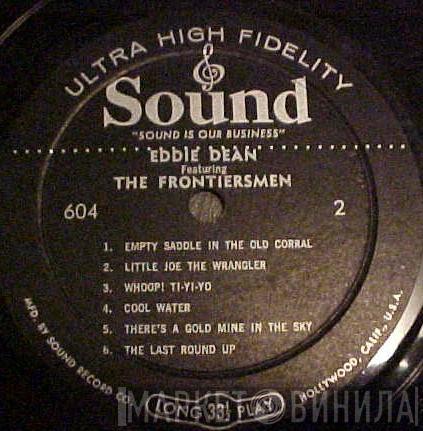 ULTRA HIGH FIDELITY
Sound
"SOUND IS OUR BUSINESS"
EDDIE DEAN
Featuring
THE FRONTIERSMEN
604
2
1. EMPTY SADDLE IN THE OLD CORRAL
2. LITTLE JOE THE WRANGLER
3. WHOOP! TI-YI-YO
4. COOL WATER
5. THERE'S A GOLD MINE IN THE SKY
6. THE LAST ROUND UP
MFD. BY SOUND RECORD CO.
LONG 33⅓ PLAY
HOLLYWOOD, CALIF., U.S.A.
МАРКЕТ ВИНИЛА